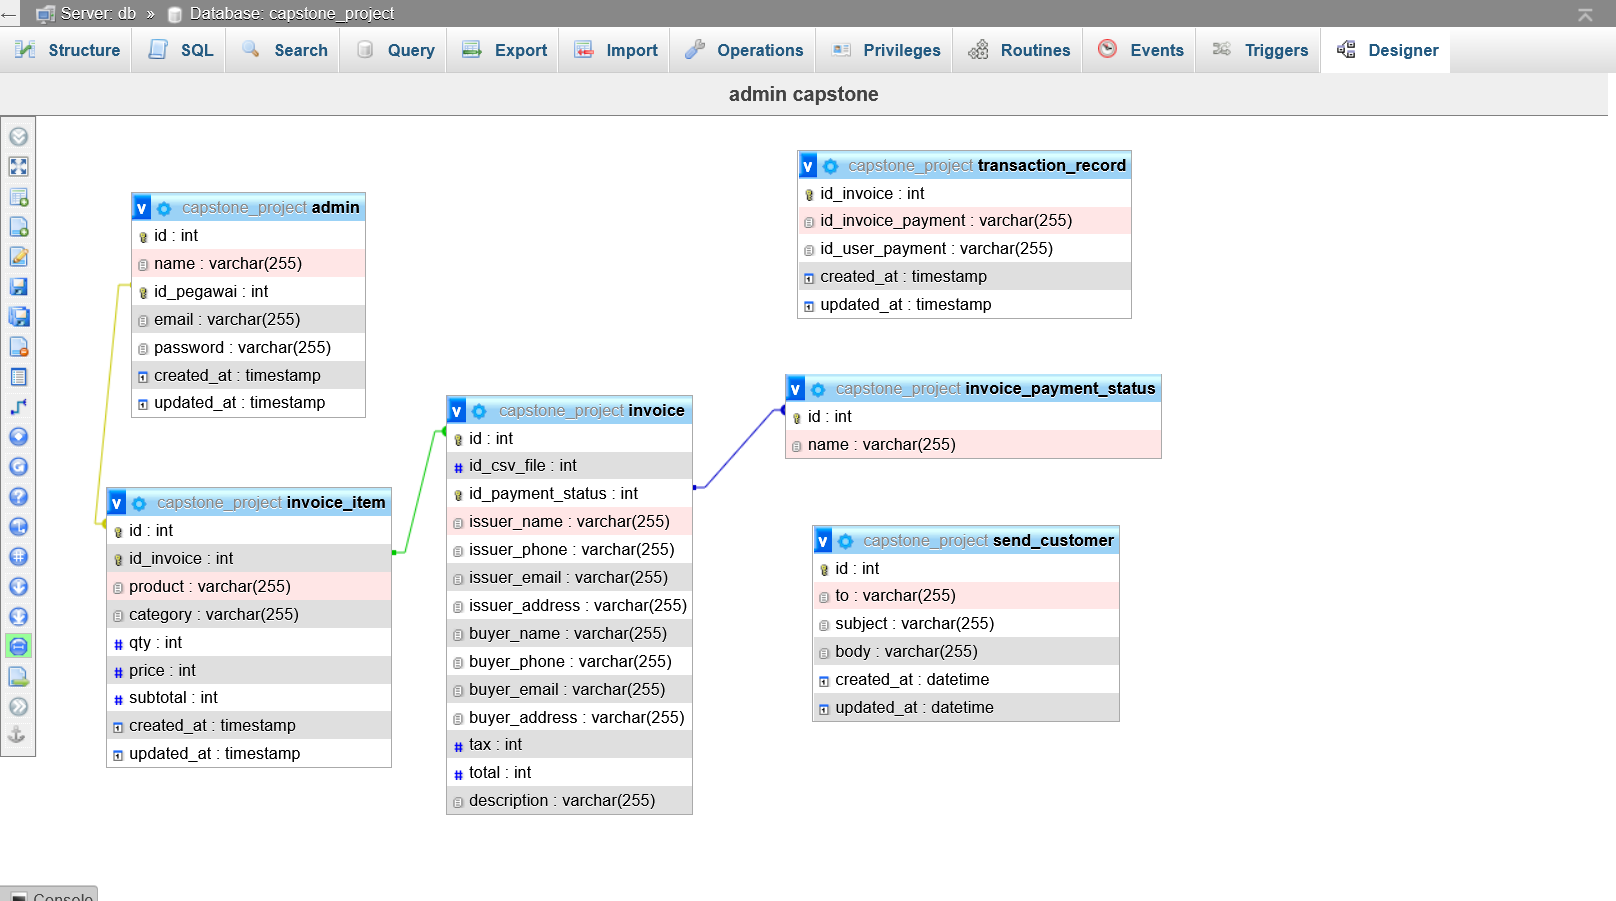 Server: db » Database: capstone_project
Structure SQL Search Query Export Import Operations Privileges Routines Events Triggers Designer
admin capstone
v capstone_project transaction_record
id_invoice : int
id_invoice_payment : varchar(255)
id_user_payment : varchar(255)
created_at : timestamp
updated_at : timestamp
v capstone_project admin
id : int
name : varchar(255)
id_pegawai : int
email : varchar(255)
password : varchar(255)
created_at : timestamp
updated_at : timestamp
v capstone_project invoice_payment_status
id : int
name : varchar(255)
v capstone_project invoice
id : int
# id_csv_file : int
id_payment_status : int
issuer_name : varchar(255)
issuer_phone : varchar(255)
issuer_email : varchar(255)
issuer_address : varchar(255)
buyer_name : varchar(255)
buyer_phone : varchar(255)
buyer_email : varchar(255)
buyer_address : varchar(255)
# tax : int
# total : int
description : varchar(255)
v capstone_project invoice_item
id : int
id_invoice : int
product : varchar(255)
category : varchar(255)
# qty : int
# price : int
# subtotal : int
created_at : timestamp
updated_at : timestamp
v capstone_project send_customer
id : int
to : varchar(255)
subject : varchar(255)
body : varchar(255)
created_at : datetime
updated_at : datetime
Console